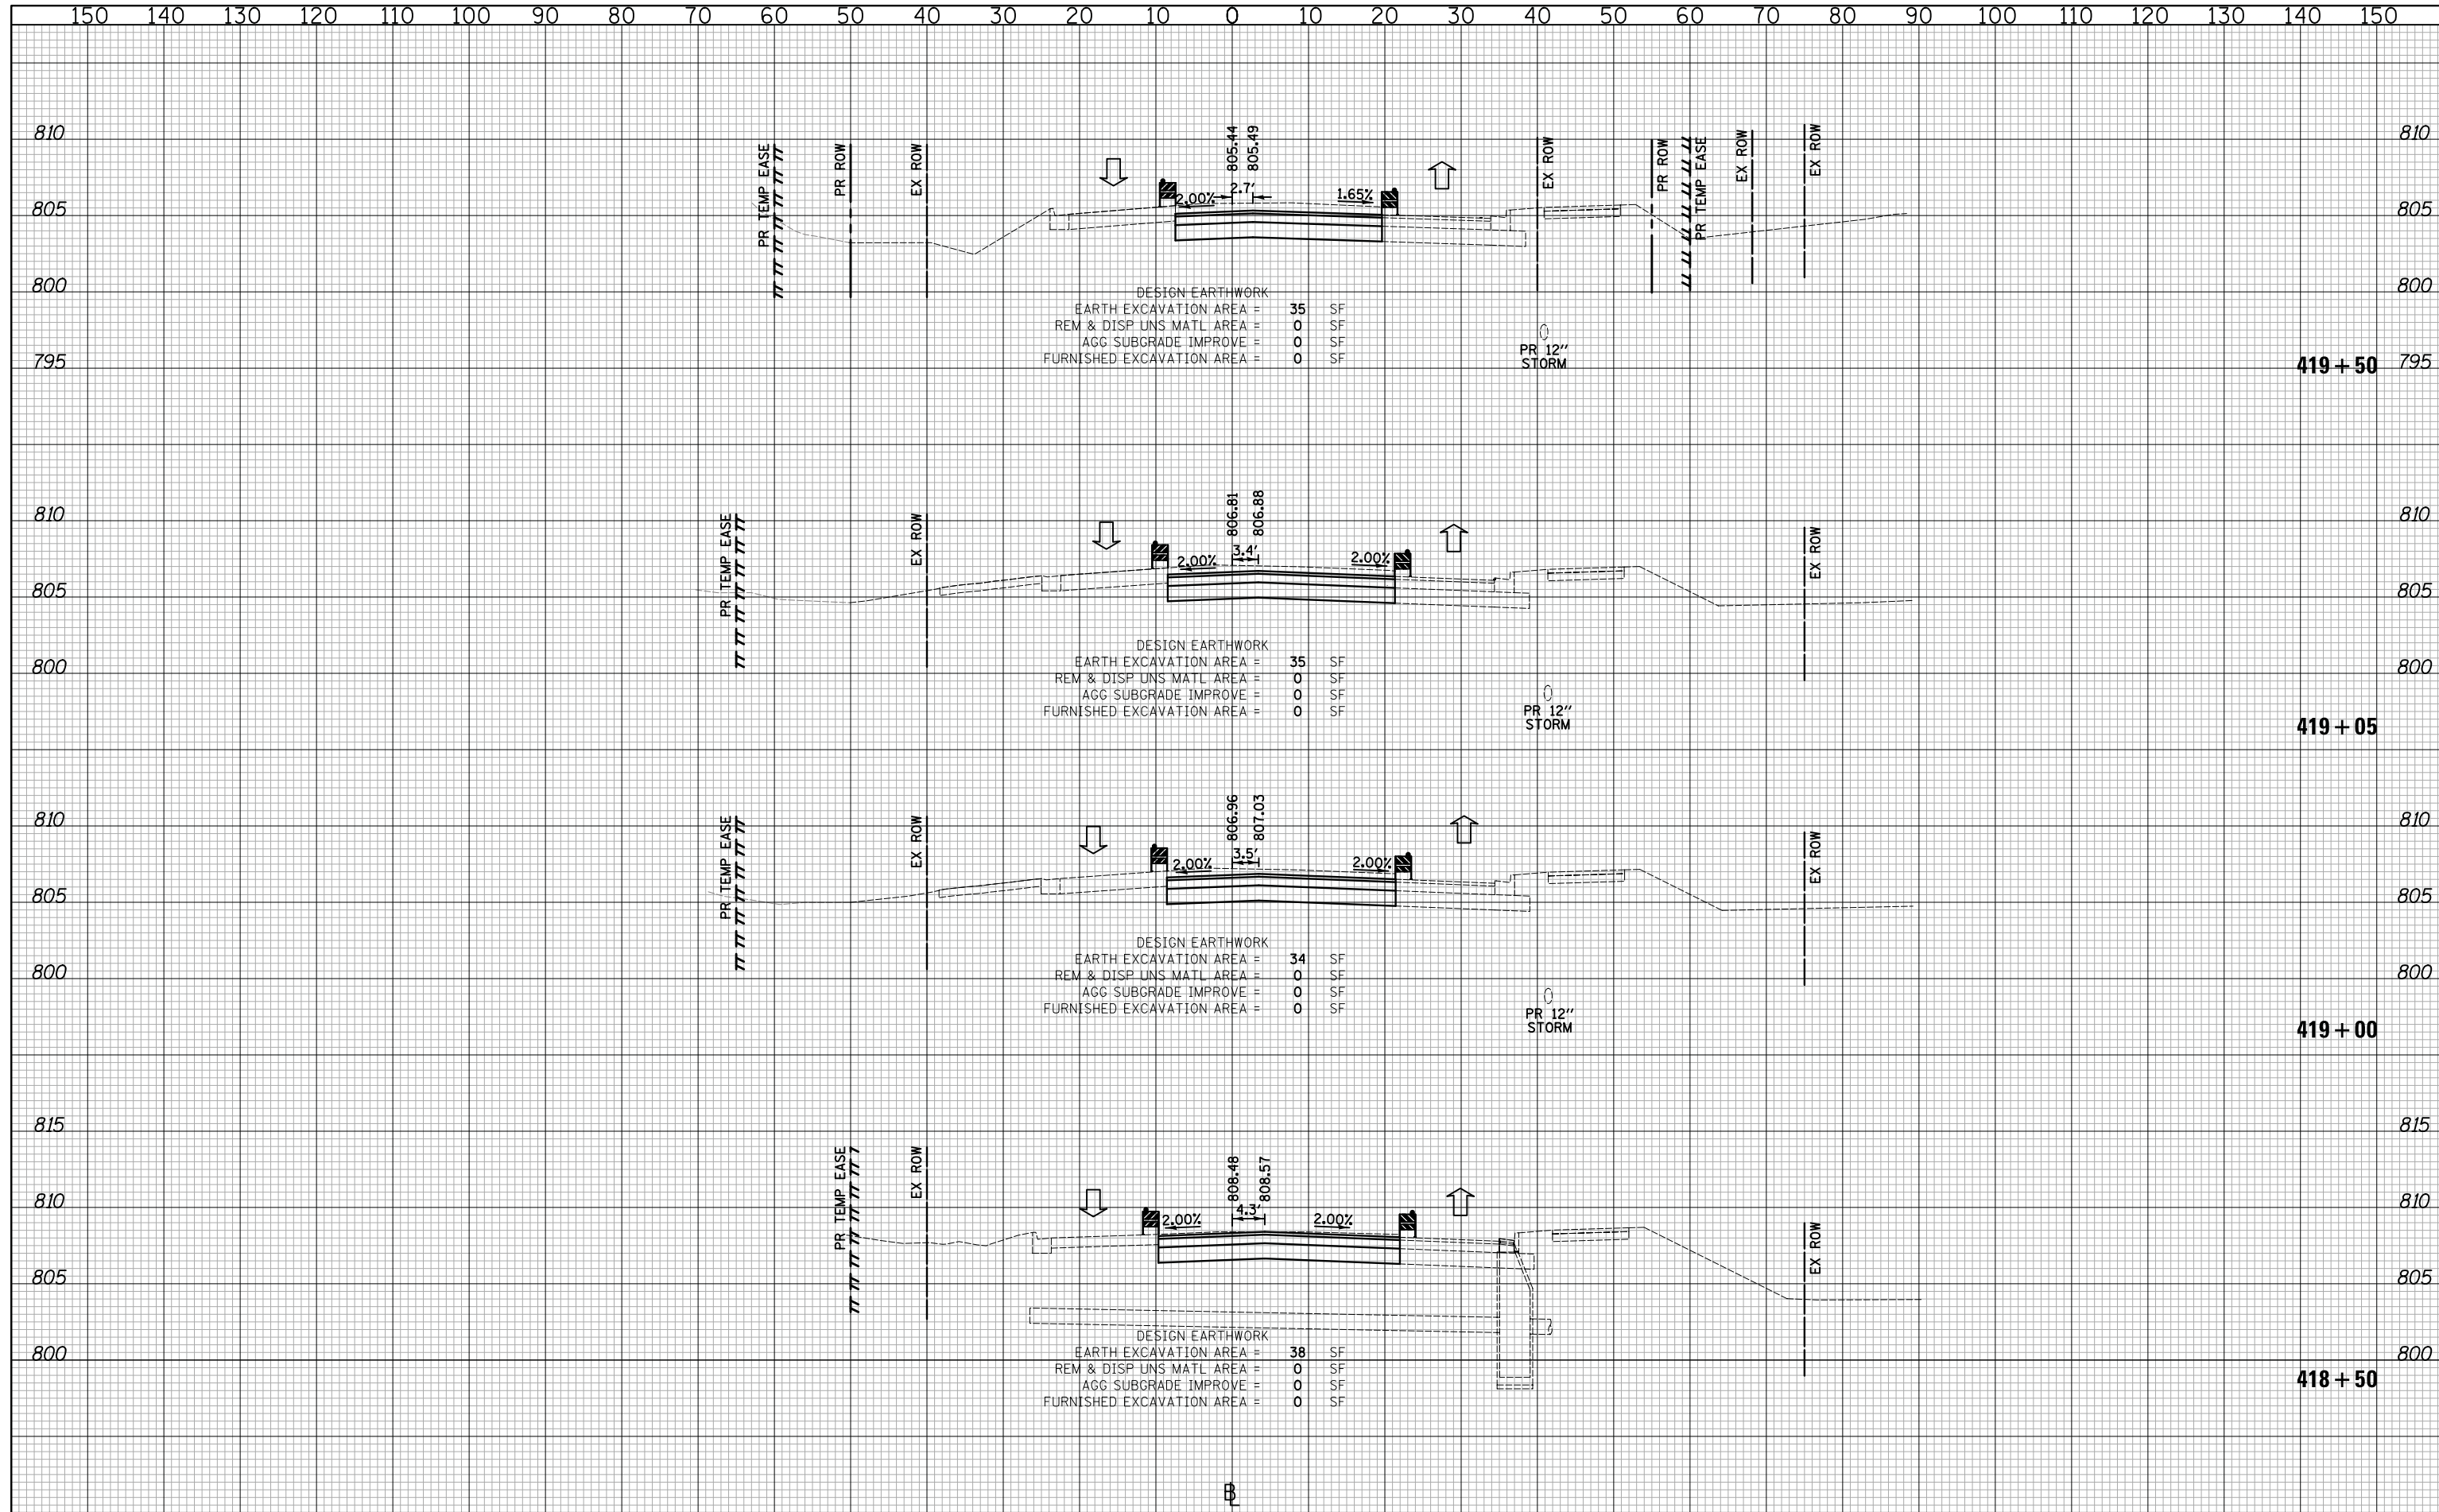 150 140 130 120 110 100 90 80 70 60 50 40 30 20 10 0 10 20 30 40 50 60 70 80 90 100 110 120 130 140 150
810 810
805 805
800 800
795 795
PR TEMP EASE
PR ROW
EX ROW
805.44
805.49
2.00%
2.7'
1.65%
EX ROW
PR ROW
PR TEMP EASE
EX ROW
EX ROW
DESIGN EARTHWORK
EARTH EXCAVATION AREA = 35 SF
REM & DISP UNS MATL AREA = 0 SF
AGG SUBGRADE IMPROVE = 0 SF
FURNISHED EXCAVATION AREA = 0 SF
PR 12"
STORM
419+50
810 810
805 805
800 800
PR TEMP EASE
EX ROW
806.81
806.88
2.00%
3.4'
2.00%
EX ROW
DESIGN EARTHWORK
EARTH EXCAVATION AREA = 35 SF
REM & DISP UNS MATL AREA = 0 SF
AGG SUBGRADE IMPROVE = 0 SF
FURNISHED EXCAVATION AREA = 0 SF
PR 12"
STORM
419+05
810 810
805 805
800 800
PR TEMP EASE
EX ROW
806.96
807.03
2.00%
3.5'
2.00%
EX ROW
DESIGN EARTHWORK
EARTH EXCAVATION AREA = 34 SF
REM & DISP UNS MATL AREA = 0 SF
AGG SUBGRADE IMPROVE = 0 SF
FURNISHED EXCAVATION AREA = 0 SF
PR 12"
STORM
419+00
815 815
810 810
805 805
800 800
PR TEMP EASE
EX ROW
808.48
808.57
2.00%
4.3'
2.00%
EX ROW
DESIGN EARTHWORK
EARTH EXCAVATION AREA = 38 SF
REM & DISP UNS MATL AREA = 0 SF
AGG SUBGRADE IMPROVE = 0 SF
FURNISHED EXCAVATION AREA = 0 SF
418+50
BL